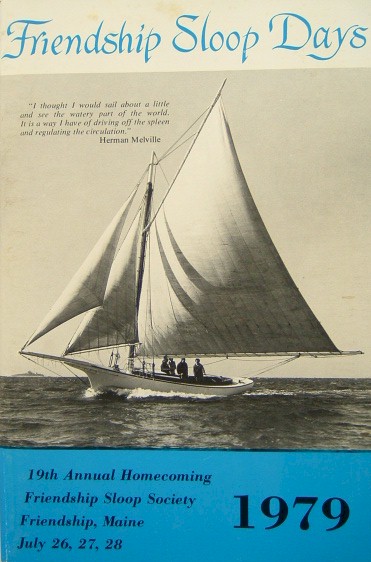 Friendship Sloop Days
"I thought I would sail about a little
and see the watery part of the world.
It is a way I have of driving off the spleen
and regulating the circulation."
Herman Melville
19th Annual Homecoming
Friendship Sloop Society
Friendship, Maine
July 26, 27, 28
1979